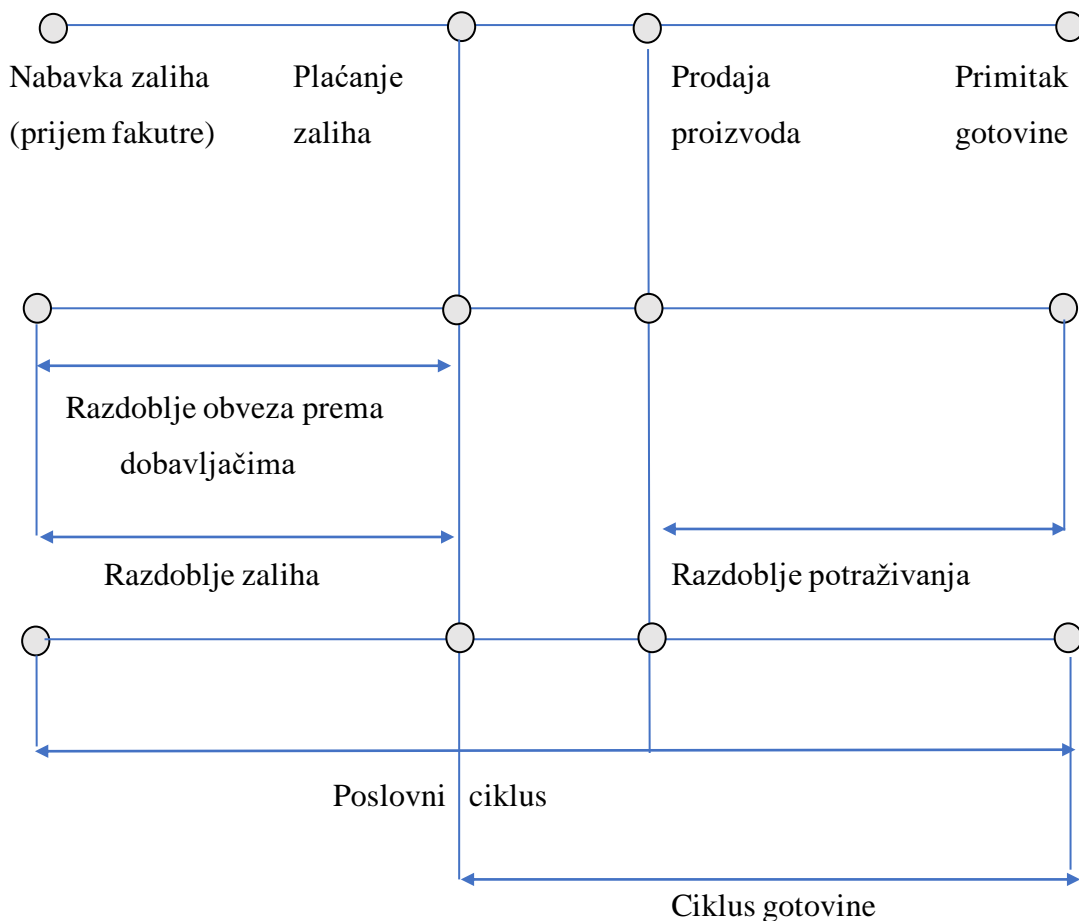 Nabavka zaliha
(prijem fakutre)
Plaćanje
zaliha
Prodaja
proizvoda
Primitak
gotovine
Razdoblje obveza prema
dobavljačima
Razdoblje zaliha
Razdoblje potraživanja
Poslovni ciklus
Ciklus gotovine